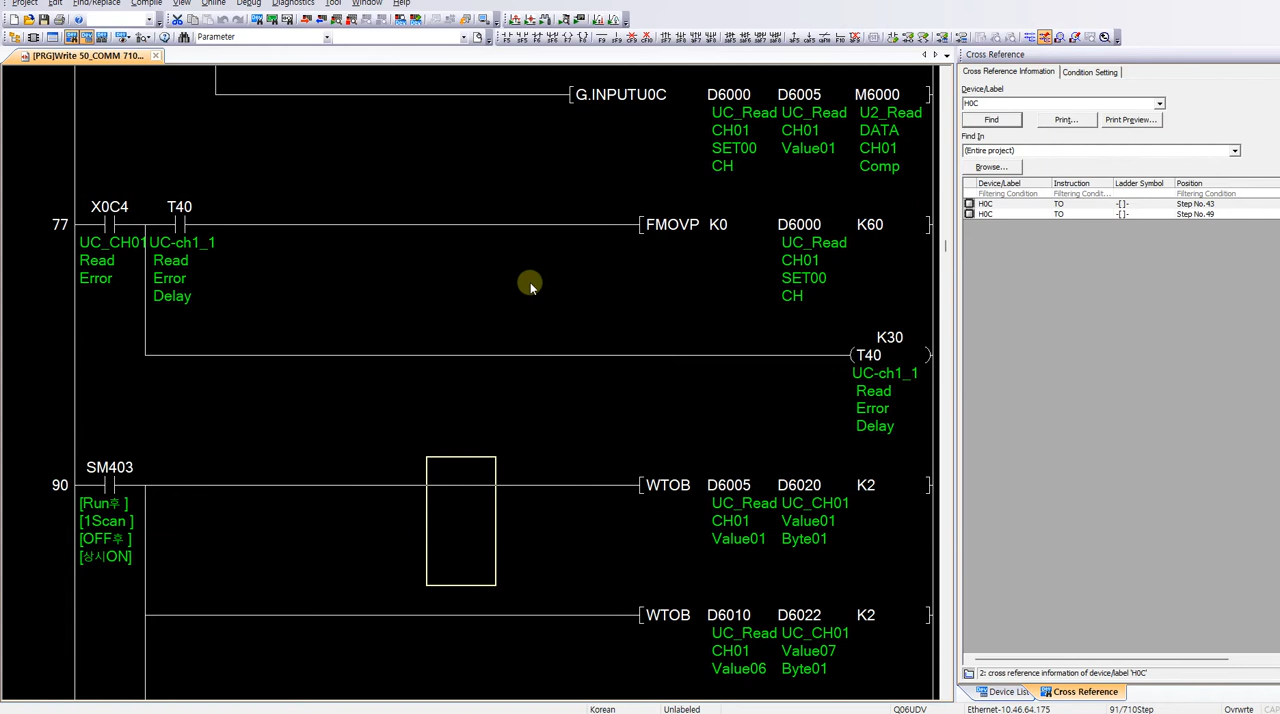 Project Edit Find/Replace Compile View Online Debug Diagnostics Tool Window Help
Parameter
[PRG]Write 50_COMM 710...
G.INPUTU0C D6000 D6005 M6000
UC_Read UC_Read U2_Read
CH01 CH01 DATA
SET00 Value01 CH01
CH Comp
X0C4 T40
77 FMOVP K0 D6000 K60
UC_CH01 UC-ch1_1 UC_Read
Read Read CH01
Error Error SET00
Delay CH
K30
T40
UC-ch1_1
Read
Error
Delay
SM403
90 WTOB D6005 D6020 K2
[Run후 ] UC_Read UC_CH01
[1Scan ] CH01 Value01
[OFF후 ] Value01 Byte01
[상시ON]
WTOB D6010 D6022 K2
UC_Read UC_CH01
CH01 Value07
Value06 Byte01
Cross Reference
Cross Reference Information Condition Setting
Device/Label
H0C
Find Print... Print Preview...
Find In
(Entire project)
Browse...
Device/Label Instruction Ladder Symbol Position
Filtering Condition Filtering Condit... Filtering Condition Filtering Condition
H0C TO -[ ]- Step No.43
H0C TO -[ ]- Step No.49
2: cross reference information of device/label 'H0C'
Device List Cross Reference
Korean Unlabeled Q06UDV Ethernet-10.46.64.175 91/710Step Ovrwrte CAP